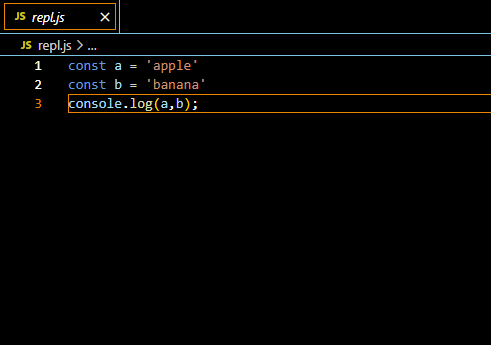 JS repl.js ×
JS repl.js > ...
1 const a = 'apple'
2 const b = 'banana'
3 console.log(a,b);